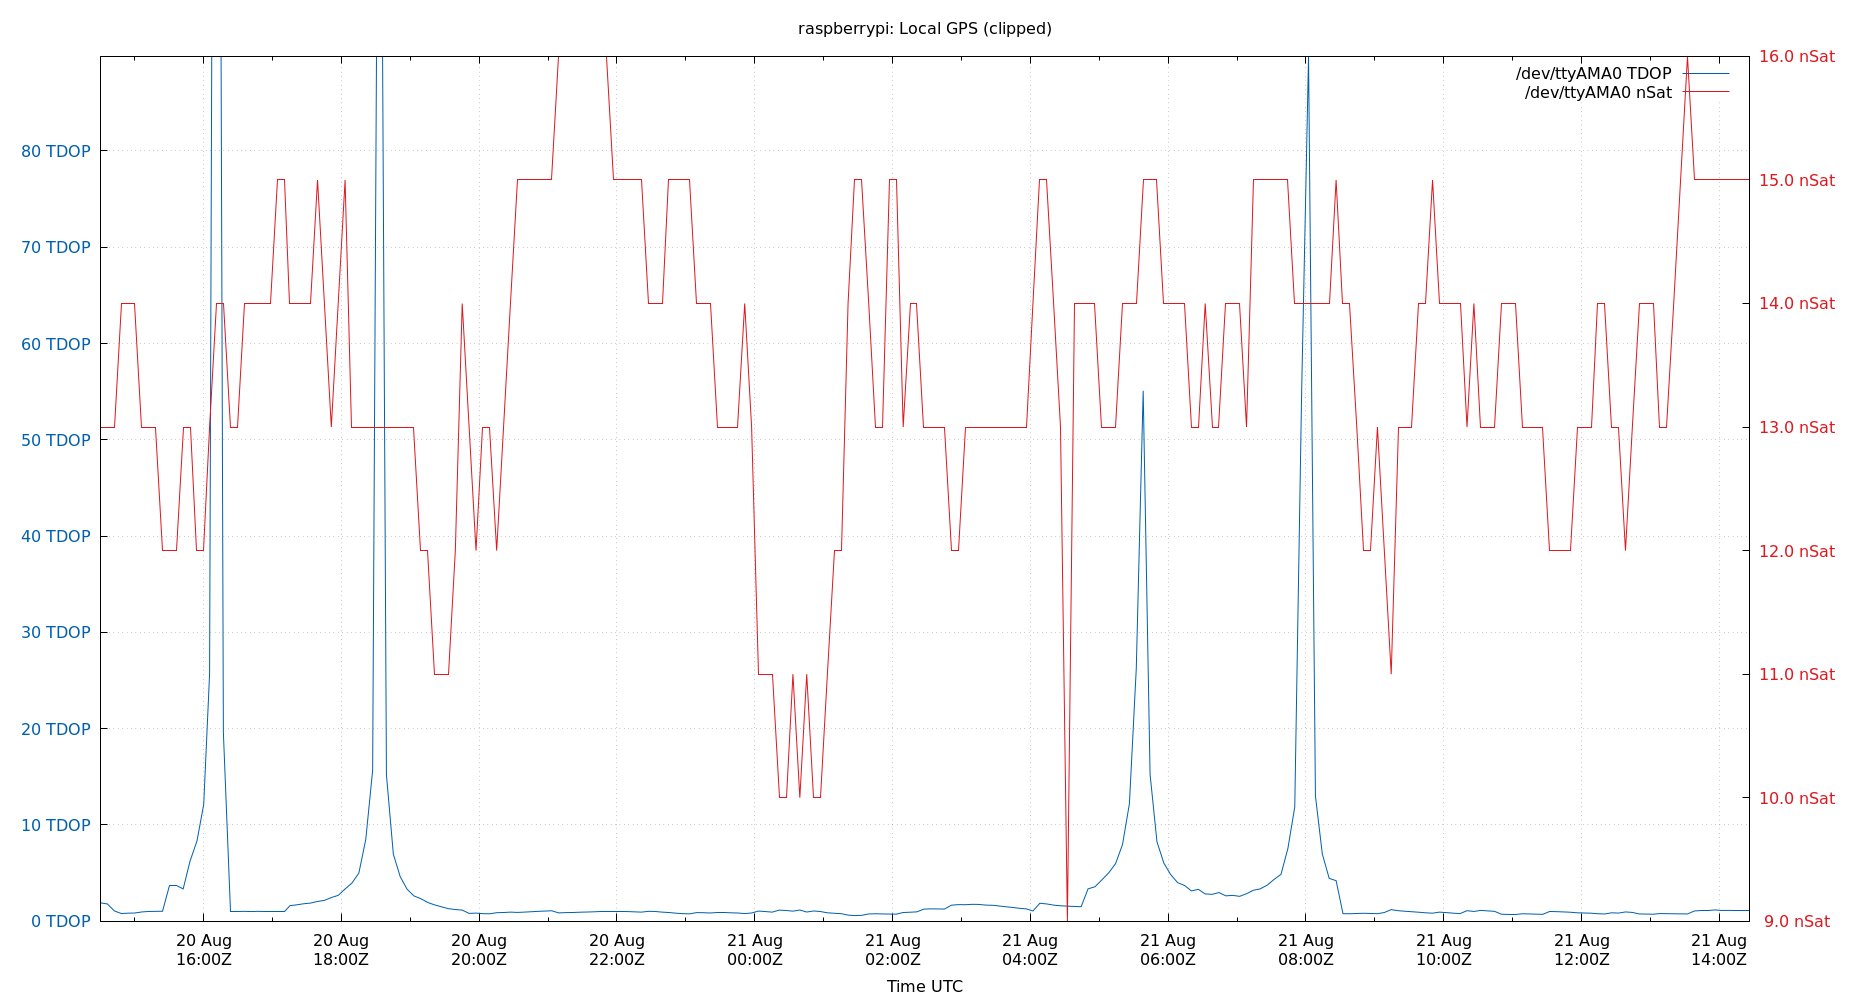 raspberrypi: Local GPS (clipped)
/dev/ttyAMA0 TDOP
/dev/ttyAMA0 nSat
80 TDOP
70 TDOP
60 TDOP
50 TDOP
40 TDOP
30 TDOP
20 TDOP
10 TDOP
0 TDOP
16.0 nSat
15.0 nSat
14.0 nSat
13.0 nSat
12.0 nSat
11.0 nSat
10.0 nSat
9.0 nSat
20 Aug
16:00Z
20 Aug
18:00Z
20 Aug
20:00Z
20 Aug
22:00Z
21 Aug
00:00Z
21 Aug
02:00Z
21 Aug
04:00Z
21 Aug
06:00Z
21 Aug
08:00Z
21 Aug
10:00Z
21 Aug
12:00Z
21 Aug
14:00Z
Time UTC